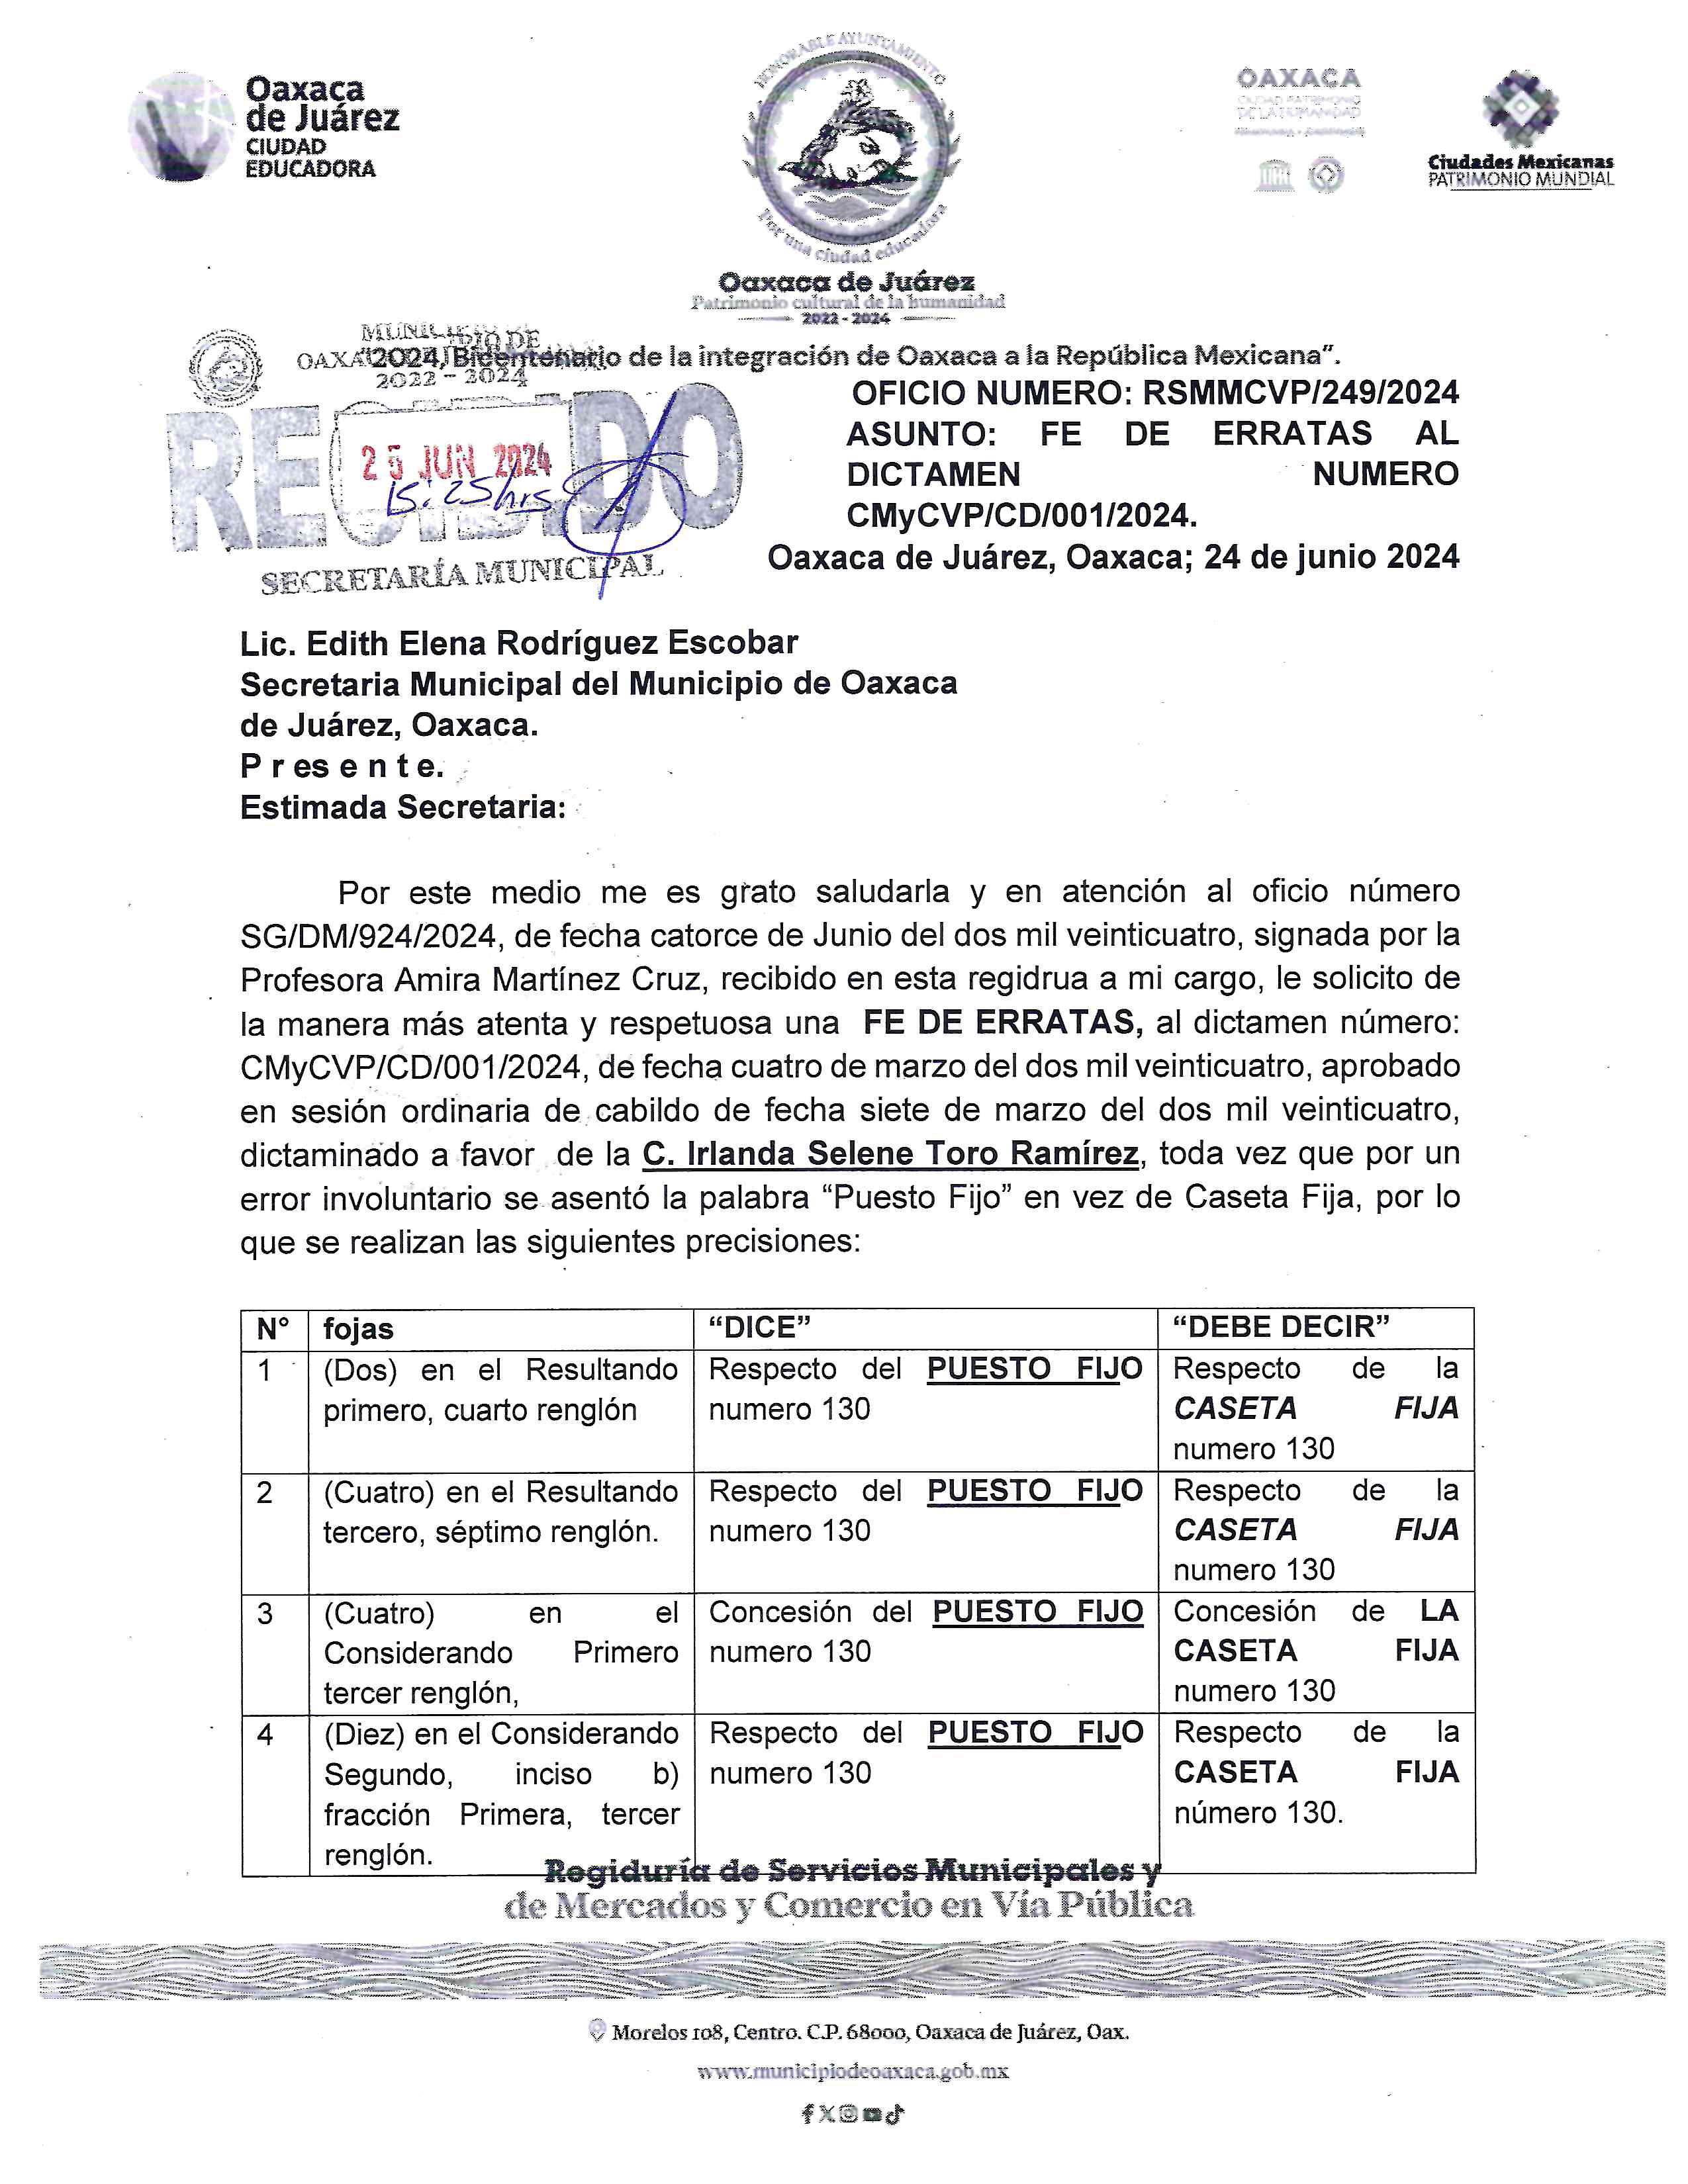 Oaxaca
de Juárez
CIUDAD
EDUCADORA
HONORABLE AYUNTAMIENTO
Por una ciudad educadora
Oaxaca de Juárez
Patrimonio cultural de la humanidad
2022 - 2024
OAXACA
CIUDAD PATRIMONIO
DE LA HUMANIDAD
Ciudades Mexicanas
PATRIMONIO MUNDIAL
MUNICIPIO DE
2022 – 2024
RECIBIDO
25 JUN 2024
15:25hrs
SECRETARÍA MUNICIPAL
“2024, Bicentenario de la integración de Oaxaca a la República Mexicana”.
OFICIO NUMERO: RSMMCVP/249/2024
ASUNTO: FE DE ERRATAS AL
DICTAMEN NUMERO
CMyCVP/CD/001/2024.
Oaxaca de Juárez, Oaxaca; 24 de junio 2024
Lic. Edith Elena Rodríguez Escobar
Secretaria Municipal del Municipio de Oaxaca
de Juárez, Oaxaca.
P r es e n t e.
Estimada Secretaria:
Por este medio me es grato saludarla y en atención al oficio número
SG/DM/924/2024, de fecha catorce de Junio del dos mil veinticuatro, signada por la
Profesora Amira Martínez Cruz, recibido en esta regidrua a mi cargo, le solicito de
la manera más atenta y respetuosa una FE DE ERRATAS, al dictamen número:
CMyCVP/CD/001/2024, de fecha cuatro de marzo del dos mil veinticuatro, aprobado
en sesión ordinaria de cabildo de fecha siete de marzo del dos mil veinticuatro,
dictaminado a favor de la C. Irlanda Selene Toro Ramírez, toda vez que por un
error involuntario se asentó la palabra “Puesto Fijo” en vez de Caseta Fija, por lo
que se realizan las siguientes precisiones:
N° fojas “DICE” “DEBE DECIR”
1 (Dos) en el Resultando Respecto del PUESTO FIJO Respecto de la
primero, cuarto renglón numero 130 CASETA FIJA
numero 130
2 (Cuatro) en el Resultando Respecto del PUESTO FIJO Respecto de la
tercero, séptimo renglón. numero 130 CASETA FIJA
numero 130
3 (Cuatro) en el Concesión del PUESTO FIJO Concesión de LA
Considerando Primero numero 130 CASETA FIJA
tercer renglón, numero 130
4 (Diez) en el Considerando Respecto del PUESTO FIJO Respecto de la
Segundo, inciso b) numero 130 CASETA FIJA
fracción Primera, tercer número 130.
renglón.
Regiduría de Servicios Municipales y
de Mercados y Comercio en Vía Pública
Morelos 108, Centro. C.P. 68000, Oaxaca de Juárez, Oax.
www.municipiodeoaxaca.gob.mx